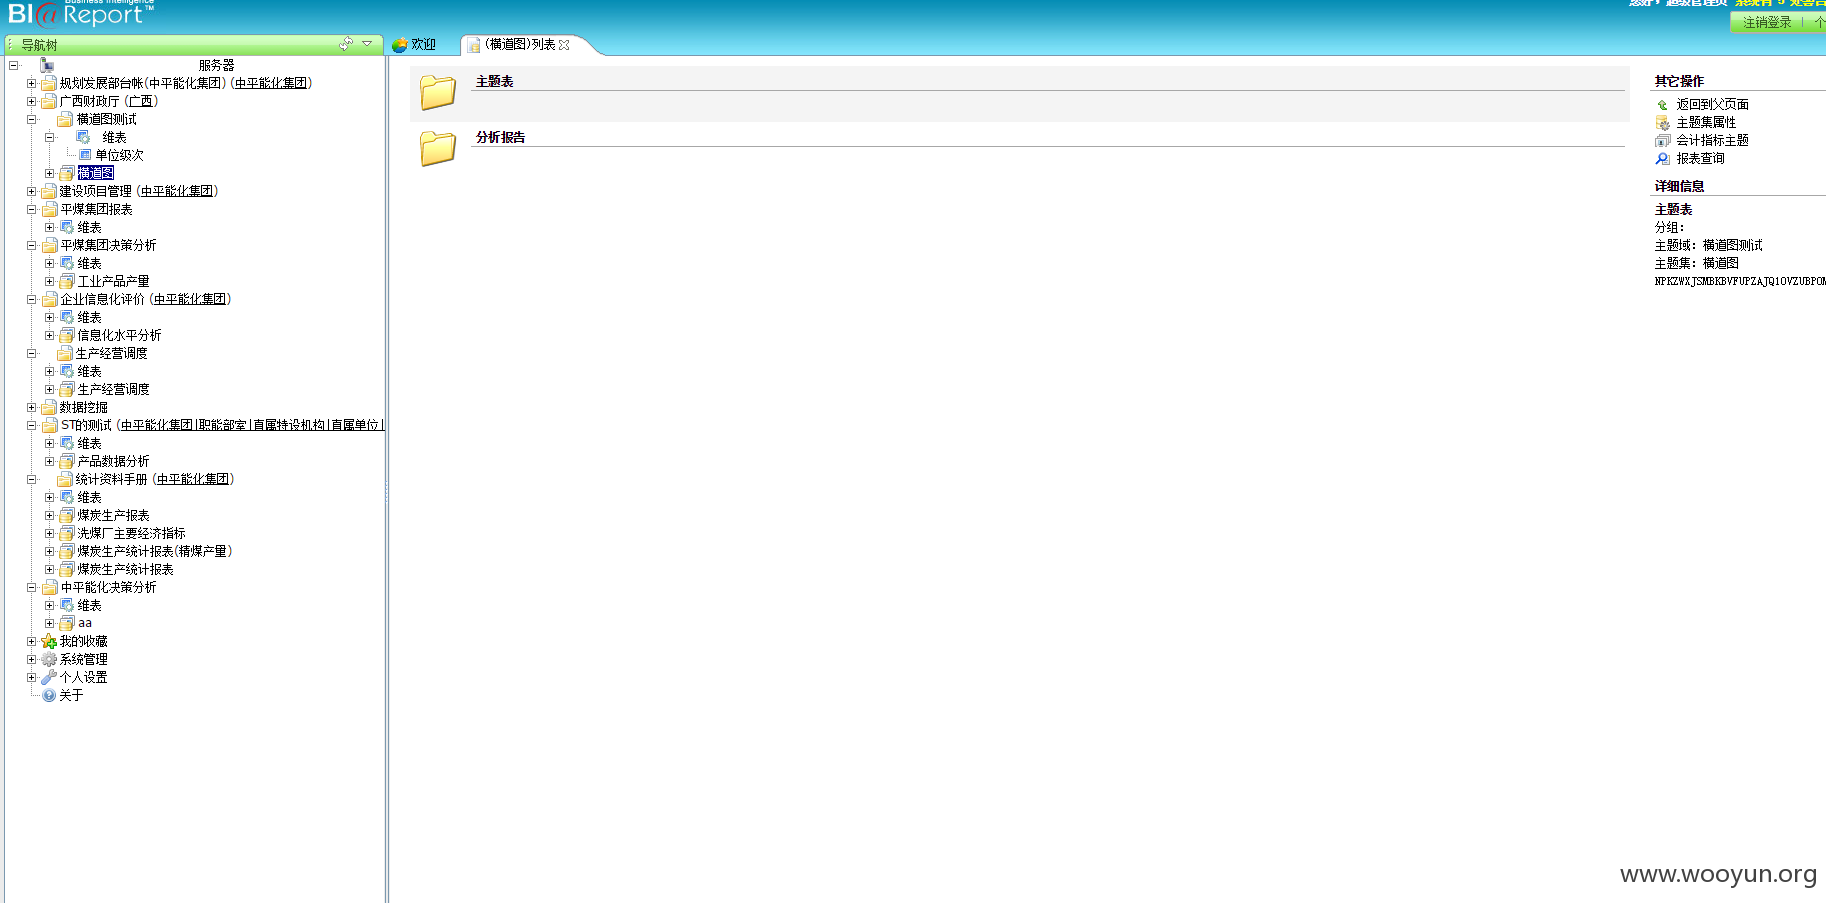 Business Intelligence
BI@Report™
注销登录
导航树
欢迎
(横道图)列表
服务器
规划发展部台帐(中平能化集团) (中平能化集团)
广西财政厅 (广西)
横道图测试
维表
单位级次
横道图
建设项目管理 (中平能化集团)
平煤集团报表
维表
平煤集团决策分析
维表
工业产品产量
企业信息化评价 (中平能化集团)
维表
信息化水平分析
生产经营调度
维表
生产经营调度
数据挖掘
ST的测试 (中平能化集团|职能部室|直属特设机构|直属单位|
维表
产品数据分析
统计资料手册 (中平能化集团)
维表
煤炭生产报表
洗煤厂主要经济指标
煤炭生产统计报表(精煤产量)
煤炭生产统计报表
中平能化决策分析
维表
aa
我的收藏
系统管理
个人设置
关于
主题表
分析报告
其它操作
返回到父页面
主题集属性
会计指标主题
报表查询
详细信息
主题表
分组：
主题域：横道图测试
主题集：横道图
NPKZWXJSMBKBVFUPZAJQ1OVZUBPOM
www.wooyun.org